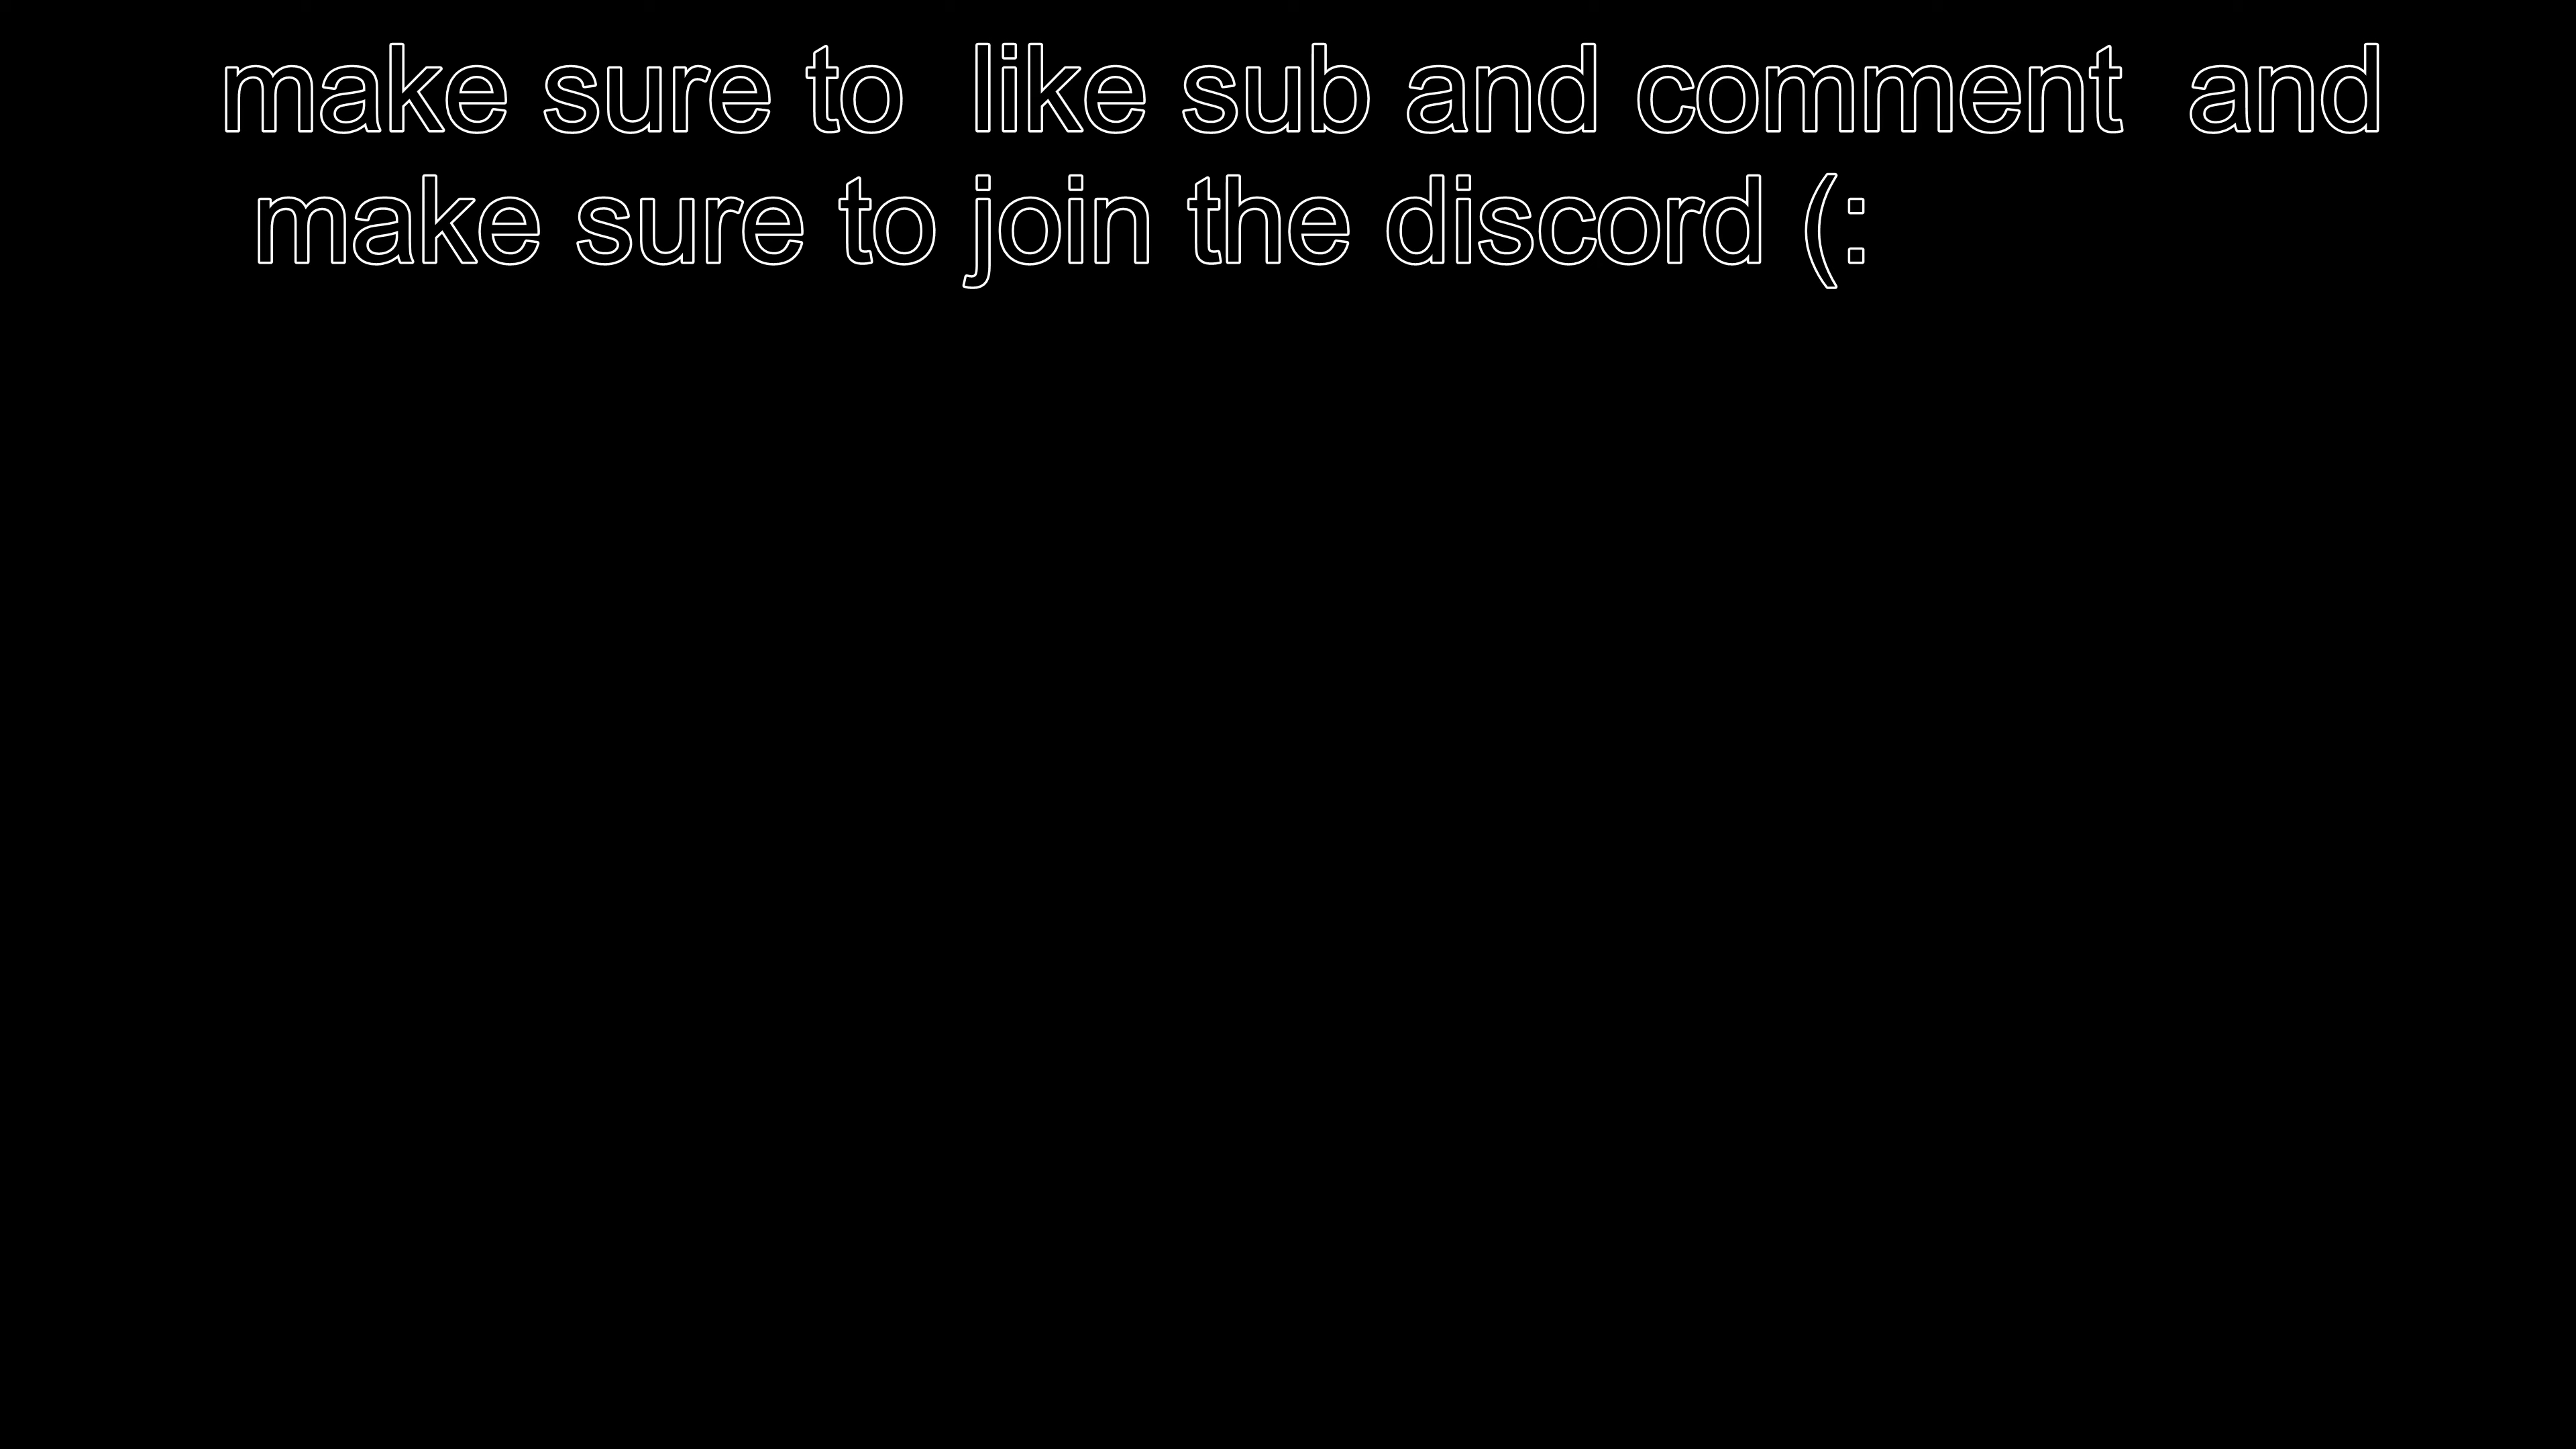 make sure to  like sub and comment  and
make sure to join the discord (: